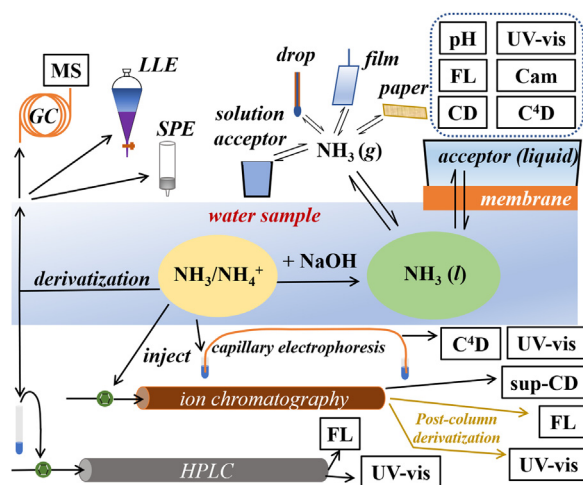 MS
LLE
GC
SPE
drop
film
paper
solution
acceptor
NH₃ (g)
pH
UV-vis
FL
Cam
CD
C⁴D
acceptor (liquid)
membrane
water sample
derivatization
NH₃/NH₄⁺
+ NaOH
NH₃ (l)
inject
capillary electrophoresis
C⁴D
UV-vis
ion chromatography
sup-CD
Post-column
derivatization
FL
UV-vis
HPLC
FL
UV-vis